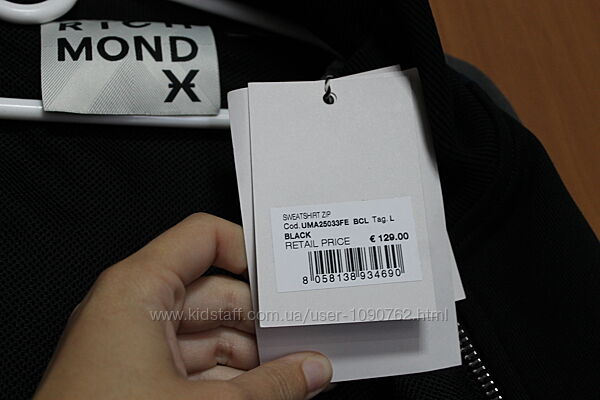 RICH
MOND
X
SWEATSHIRT ZIP
Cod. UMA25033FE BCL Tag. L
BLACK
RETAIL PRICE € 129.00
8 058138 934690
www.kidstaff.com.ua/user-1090762.html